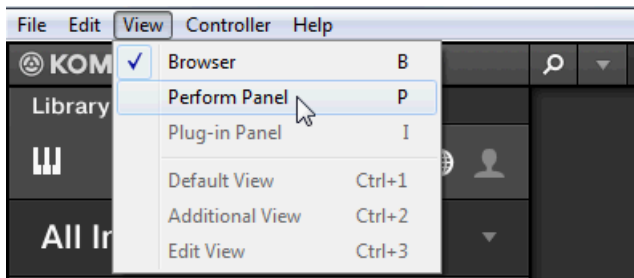 File Edit View Controller Help
KOM
Browser B
Library
Perform Panel P
Plug-in Panel I
Default View Ctrl+1
Additional View Ctrl+2
All In
Edit View Ctrl+3